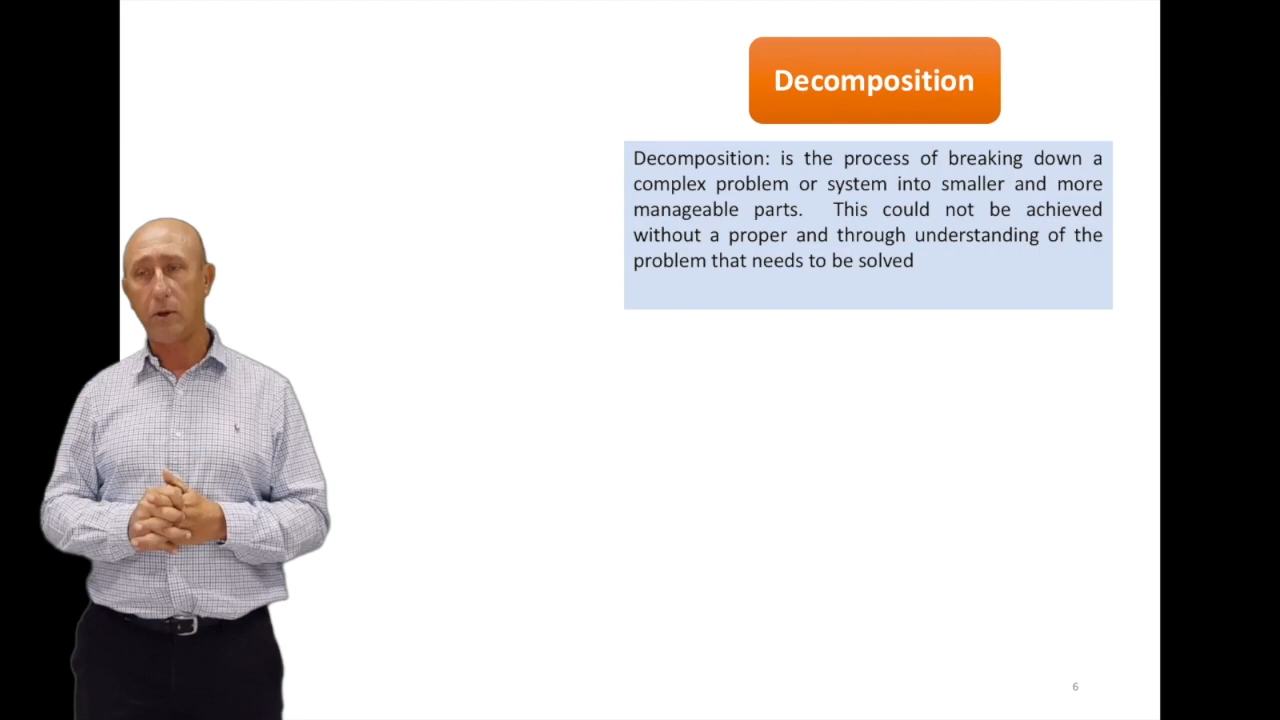 Decomposition
Decomposition: is the process of breaking down a
complex problem or system into smaller and more
manageable parts. This could not be achieved
without a proper and through understanding of the
problem that needs to be solved
6